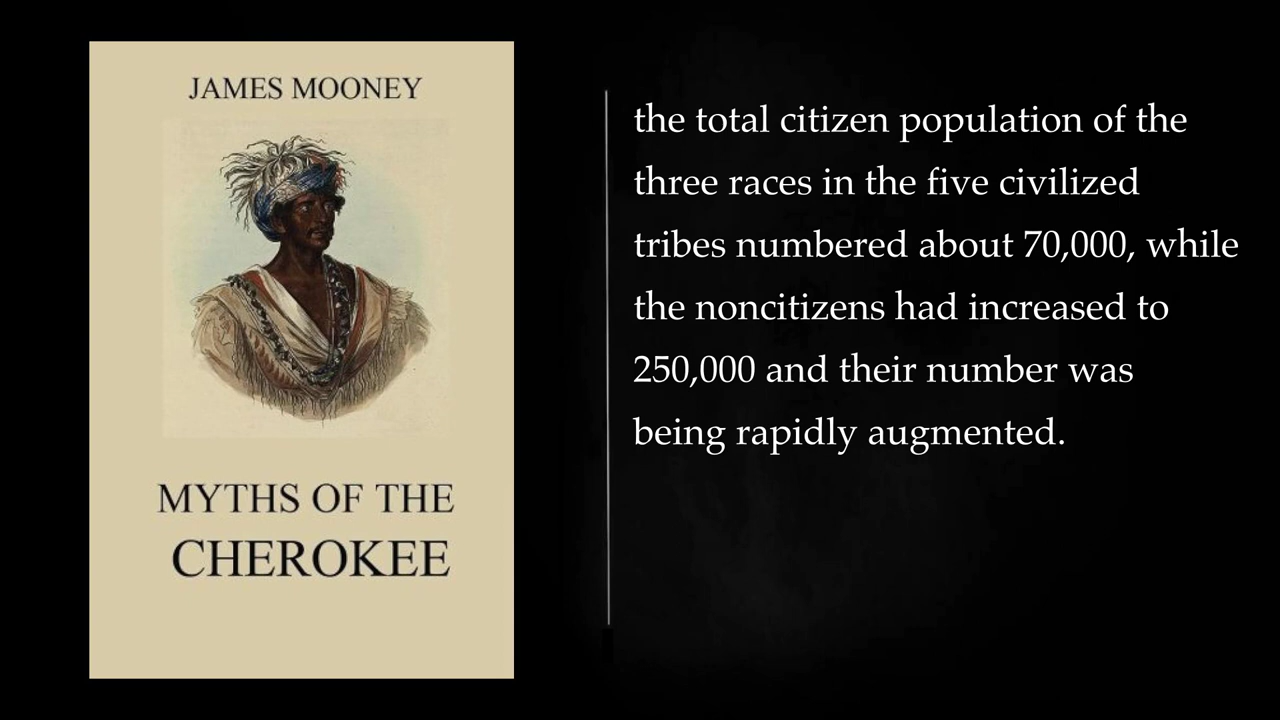 JAMES MOONEY
MYTHS OF THE
CHEROKEE
the total citizen population of the
three races in the five civilized
tribes numbered about 70,000, while
the noncitizens had increased to
250,000 and their number was
being rapidly augmented.